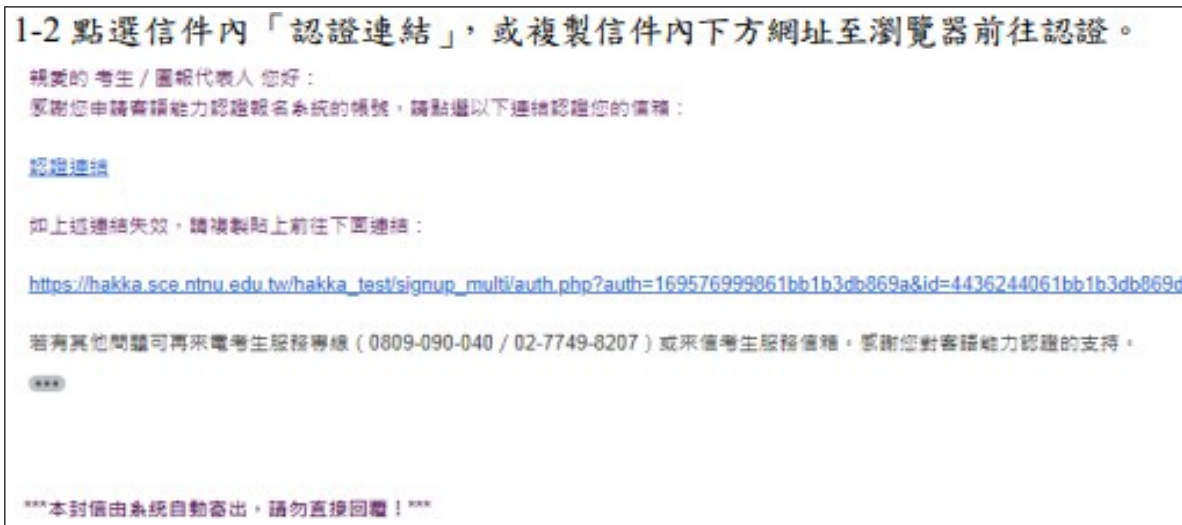 1-2 點選信件內「認證連結」，或複製信件內下方網址至瀏覽器前往認證。
親愛的 考生 / 團報代表人 您好：
感謝您申請客語能力認證報名系統的帳號，請點選以下連結認證您的信箱：
認證連結
如上述連結失效，請複製貼上前往下面連結：
https://hakka.sce.ntnu.edu.tw/hakka_test/signup_multi/auth.php?auth=169576999861bb1b3db869a&id=4436244061bb1b3db869d
若有其他問題可再來電考生服務專線（0809-090-040 / 02-7749-8207）或來信考生服務信箱，感謝您對客語能力認證的支持。
***本封信由系統自動寄出，請勿直接回覆！***